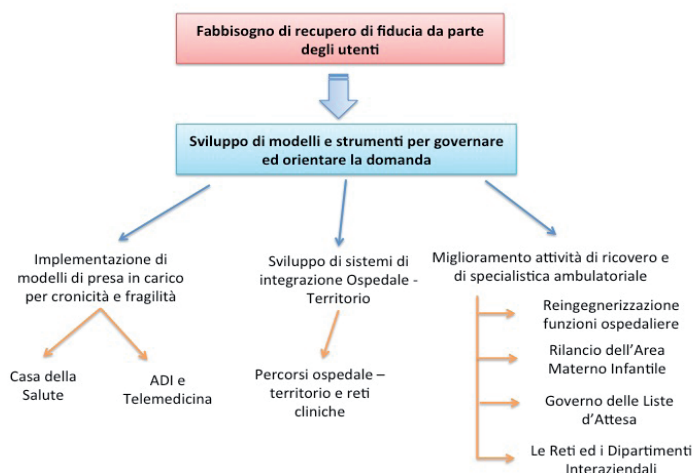 Fabbisogno di recupero di fiducia da parte
degli utenti
Sviluppo di modelli e strumenti per governare
ed orientare la domanda
Implementazione di
modelli di presa in carico
per cronicità e fragilità
Sviluppo di sistemi di
integrazione Ospedale -
Territorio
Miglioramento attività di ricovero e
di specialistica ambulatoriale
Casa della
Salute
ADI e
Telemedicina
Percorsi ospedale –
territorio e reti
cliniche
Reingegnerizzazione
funzioni ospedaliere
Rilancio dell'Area
Materno Infantile
Governo delle Liste
d'Attesa
Le Reti ed i Dipartimenti
Interaziendali